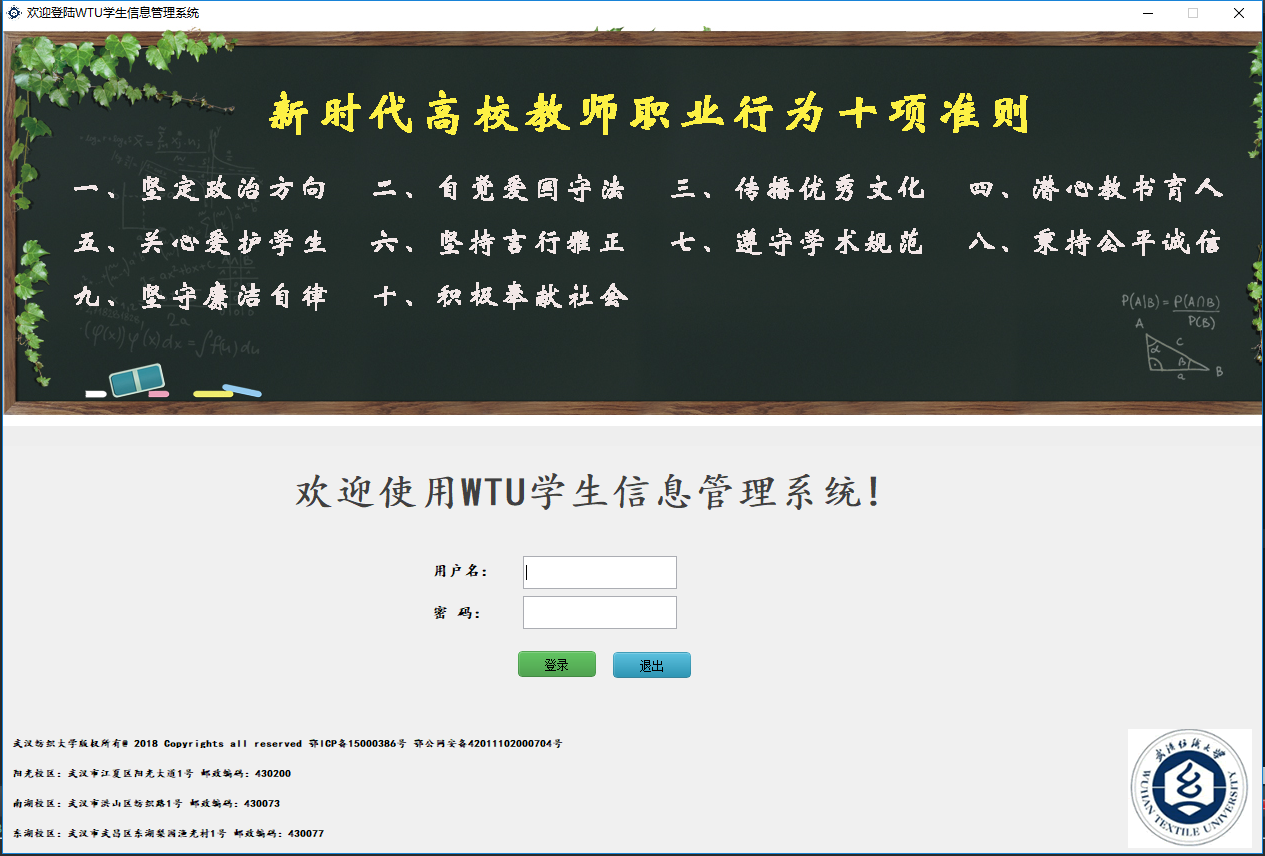 欢迎登陆WTU学生信息管理系统
新时代高校教师职业行为十项准则
一、坚定政治方向 二、自觉爱国守法 三、传播优秀文化 四、潜心教书育人
五、关心爱护学生 六、坚持言行雅正 七、遵守学术规范 八、秉持公平诚信
九、坚守廉洁自律 十、积极奉献社会
P(A|B)=P(A∩B)
P(B)
A
α
c
B
B
a
欢迎使用WTU学生信息管理系统!
用户名:
密 码:
登录 退出
武汉纺织大学版权所有@ 2018 Copyrights all reserved 鄂ICP备15000386号 鄂公网安备42011102000704号
阳光校区: 武汉市江夏区阳光大道1号 邮政编码: 430200
南湖校区: 武汉市洪山区纺织路1号 邮政编码: 430073
东湖校区: 武汉市武昌区东湖梨园渔光村1号 邮政编码: 430077
武汉纺织大学
WUHAN TEXTILE UNIVERSITY